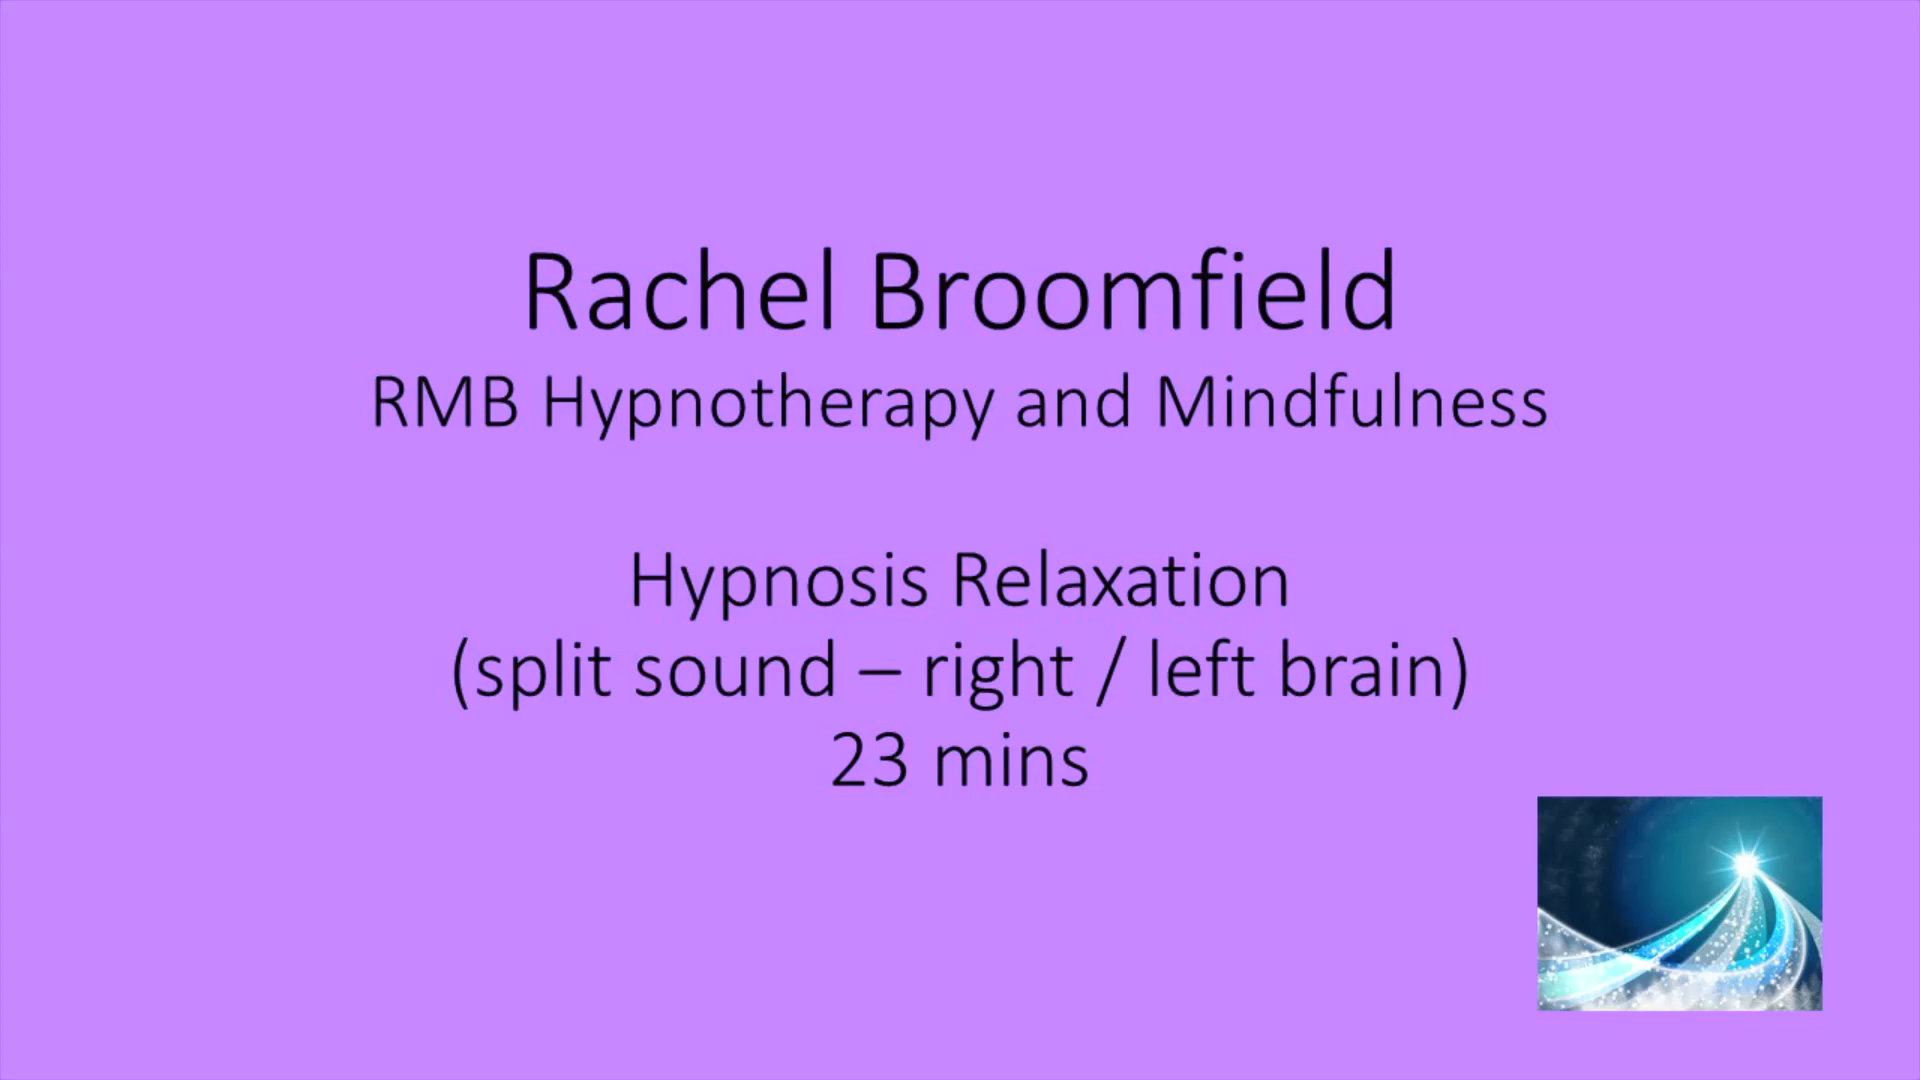 Rachel Broomfield
RMB Hypnotherapy and Mindfulness
Hypnosis Relaxation
(split sound – right / left brain)
23 mins